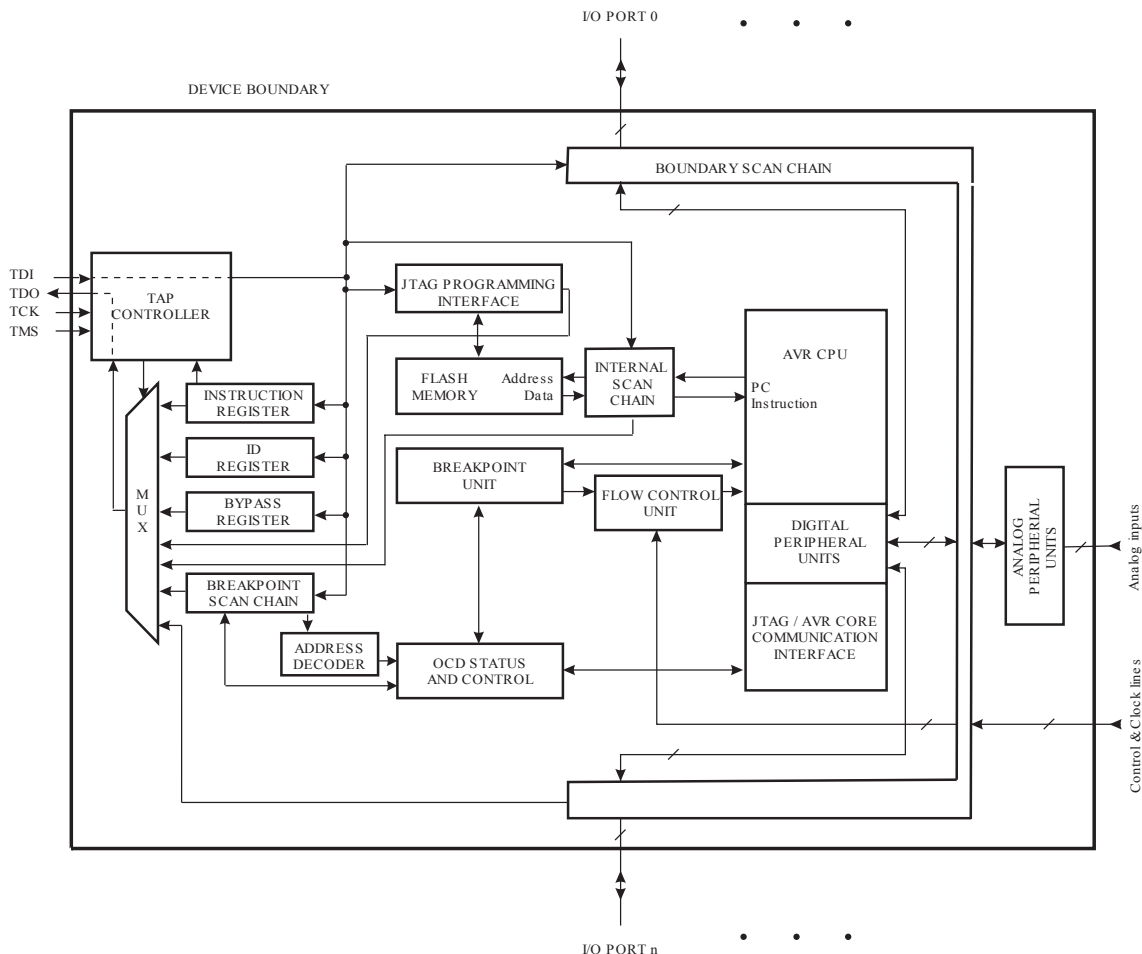 I/O PORT 0
DEVICE BOUNDARY
BOUNDARY SCAN CHAIN
TDI
TDO
TCK
TMS
TAP
CONTROLLER
JTAG PROGRAMMING
INTERFACE
AVR CPU
FLASH
MEMORY
Address
Data
INTERNAL
SCAN
CHAIN
PC
Instruction
INSTRUCTION
REGISTER
ID
REGISTER
BYPASS
REGISTER
M
U
X
BREAKPOINT
UNIT
FLOW CONTROL
UNIT
DIGITAL
PERIPHERAL
UNITS
ANALOG
PERIPHERIAL
UNITS
Analog inputs
BREAKPOINT
SCAN CHAIN
ADDRESS
DECODER
OCD STATUS
AND CONTROL
JTAG / AVR CORE
COMMUNICATION
INTERFACE
Control & Clock lines
I/O PORT n